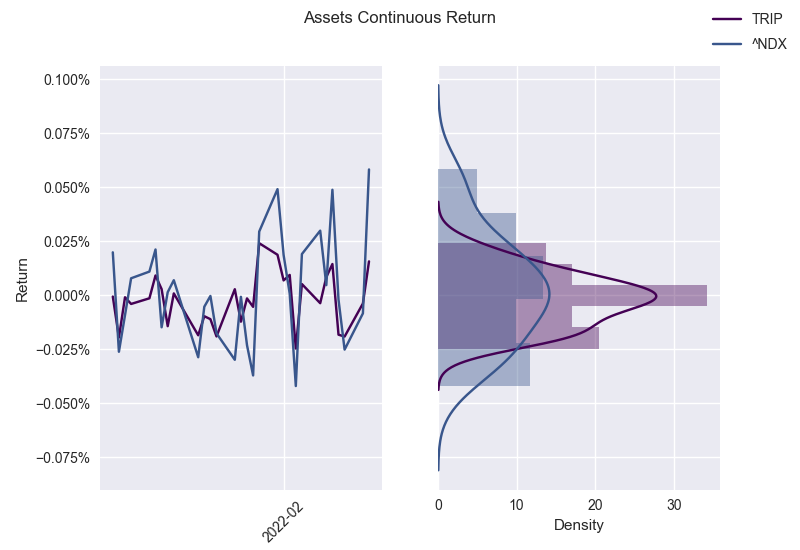 Assets Continuous Return
TRIP
^NDX
0.100%
0.075%
0.050%
0.025%
0.000%
−0.025%
−0.050%
−0.075%
Return
2022-02
0 10 20 30
Density